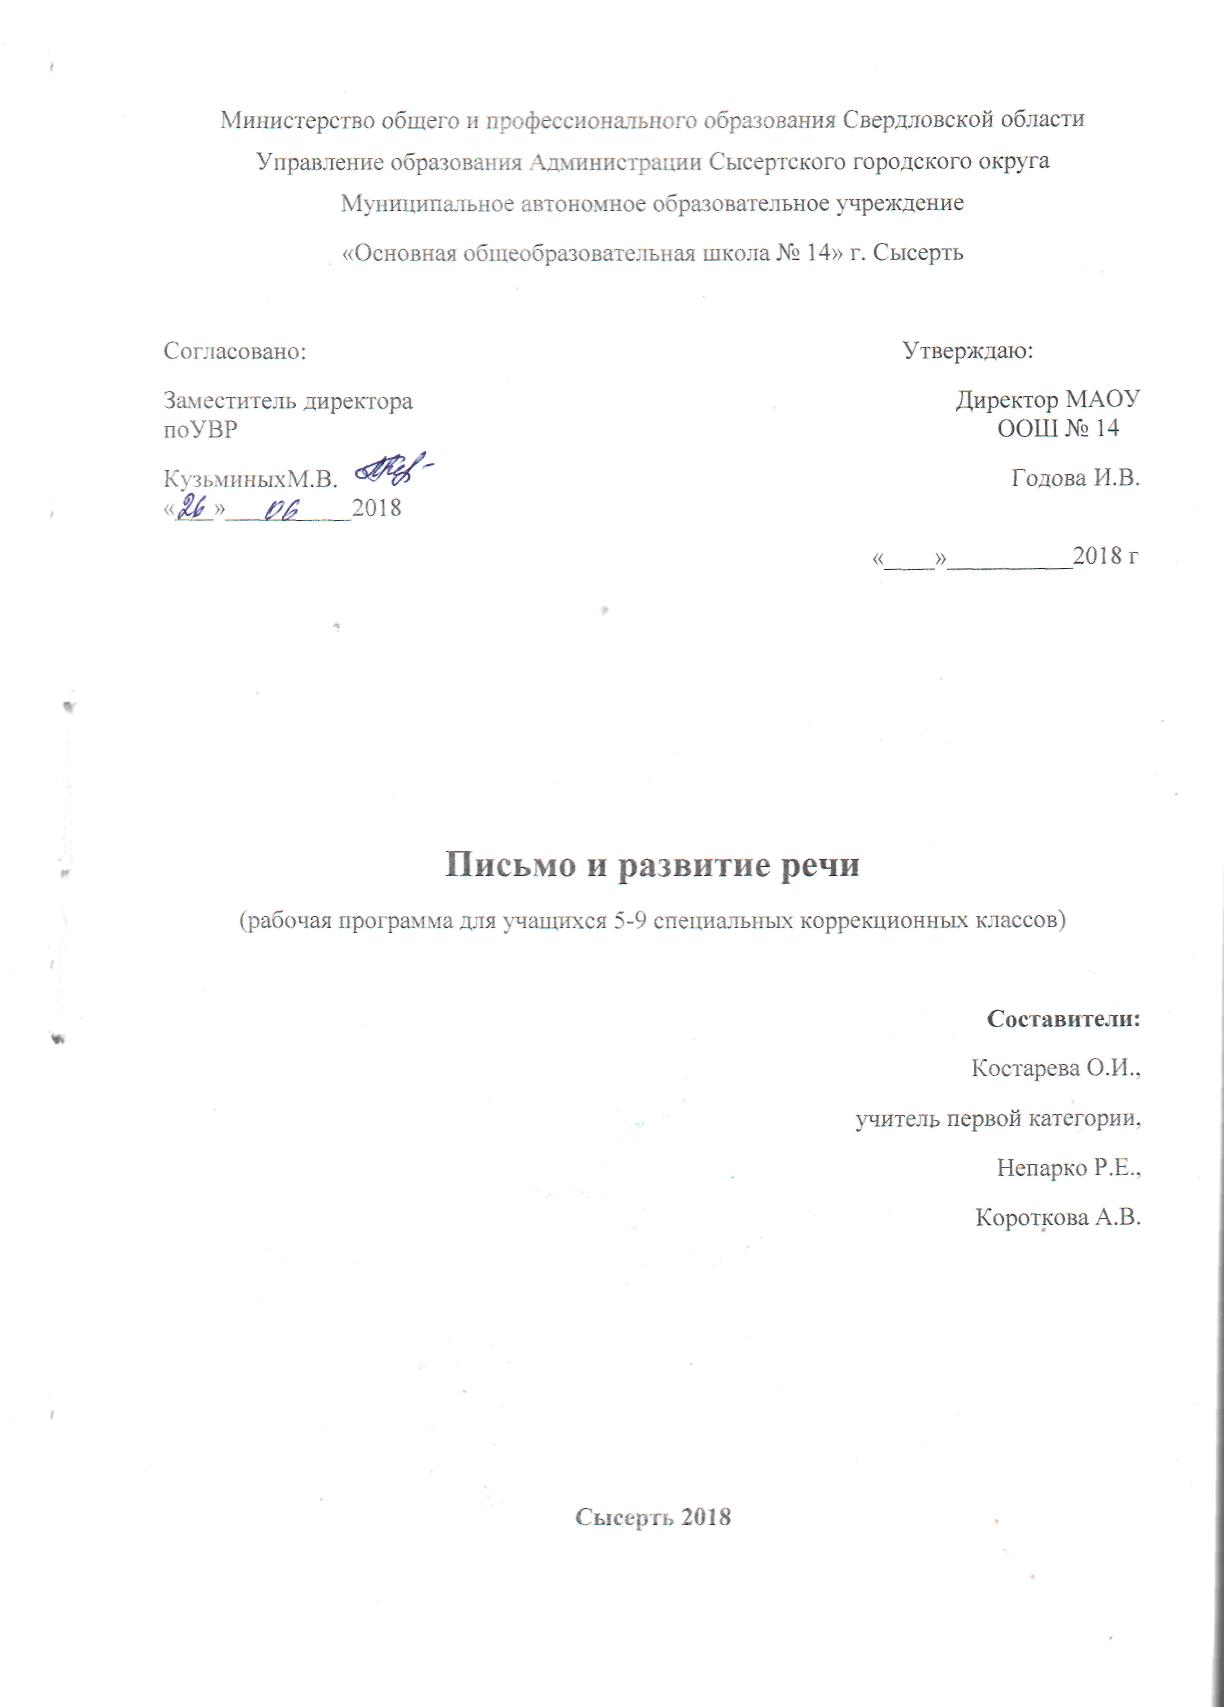 Министерство общего и профессионального образования Свердловской области
Управление образования Администрации Сысертского городского округа
Муниципальное автономное образовательное учреждение
«Основная общеобразовательная школа № 14» г. Сысерть
Согласовано:
Утверждаю:
Заместитель директора
поУВР
Директор МАОУ
ООШ № 14
КузьминыхМ.В.
«26»___06____2018
Годова И.В.
«____»__________2018 г
Письмо и развитие речи
(рабочая программа для учащихся 5-9 специальных коррекционных классов)
Составители:
Костарева О.И.,
учитель первой категории,
Непарко Р.Е.,
Короткова А.В.
Сысерть 2018